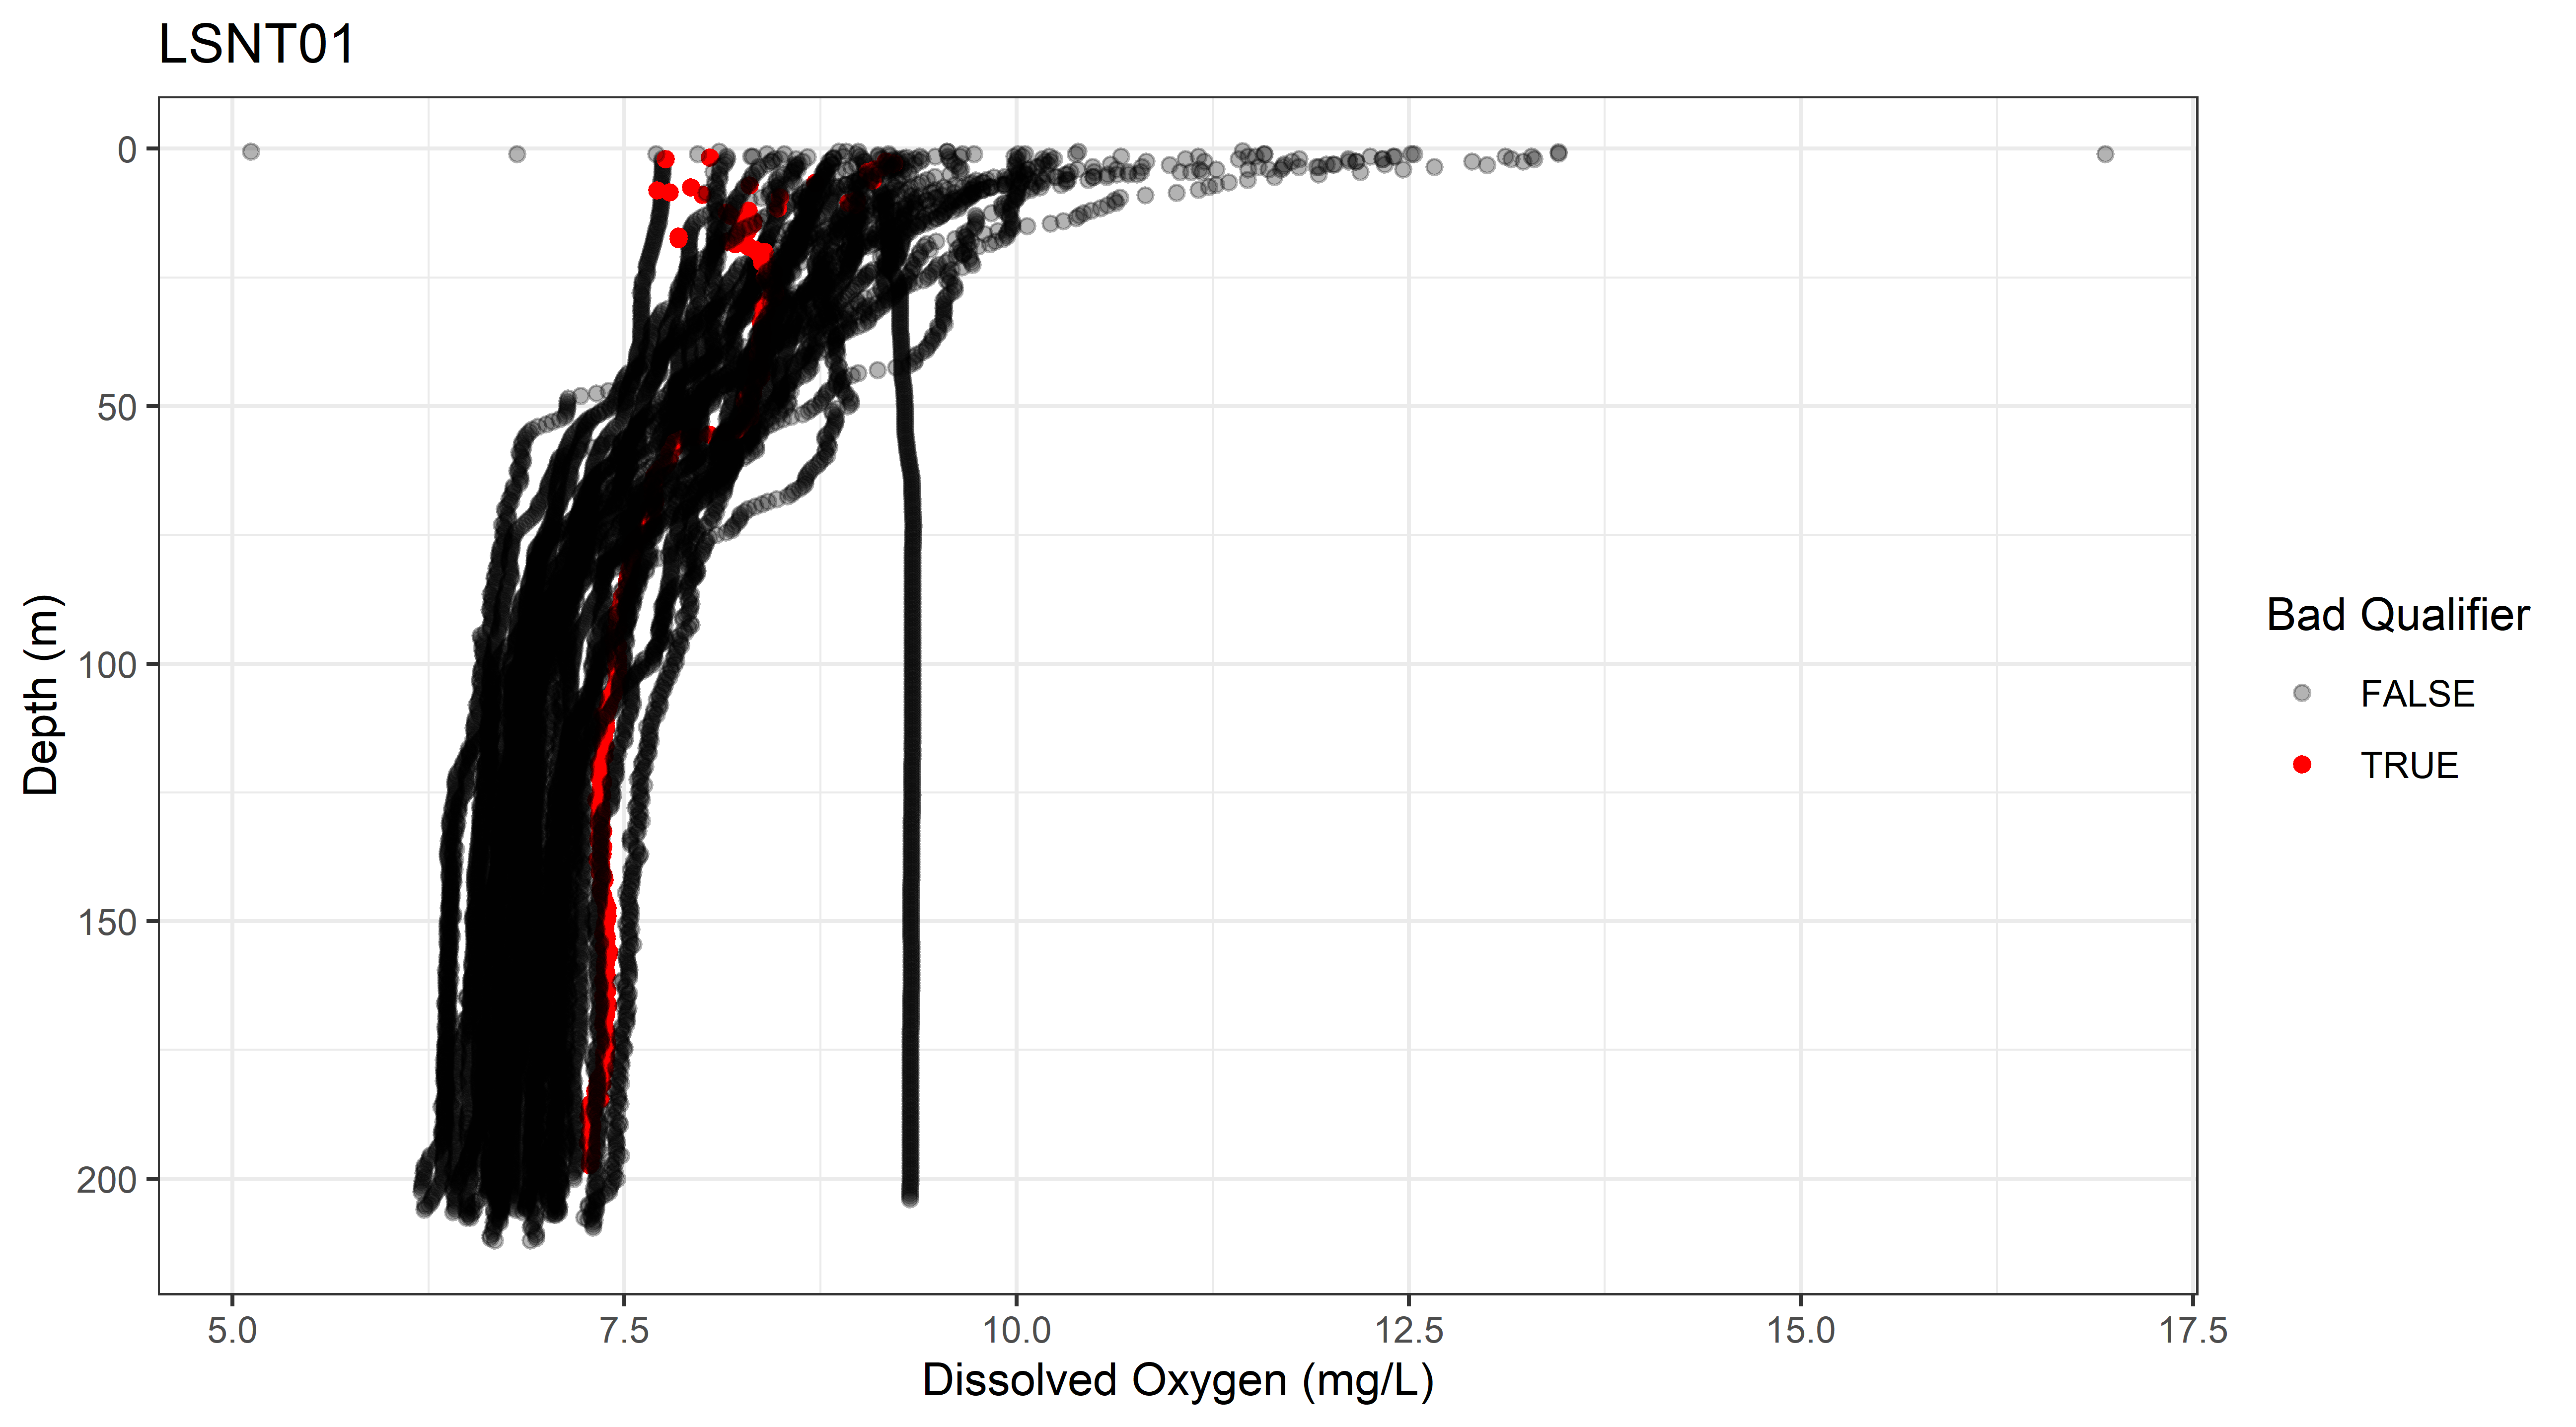 LSNT01
0
50
100
150
200
Depth (m)
5.0 7.5 10.0 12.5 15.0 17.5
Dissolved Oxygen (mg/L)
Bad Qualifier
FALSE
TRUE